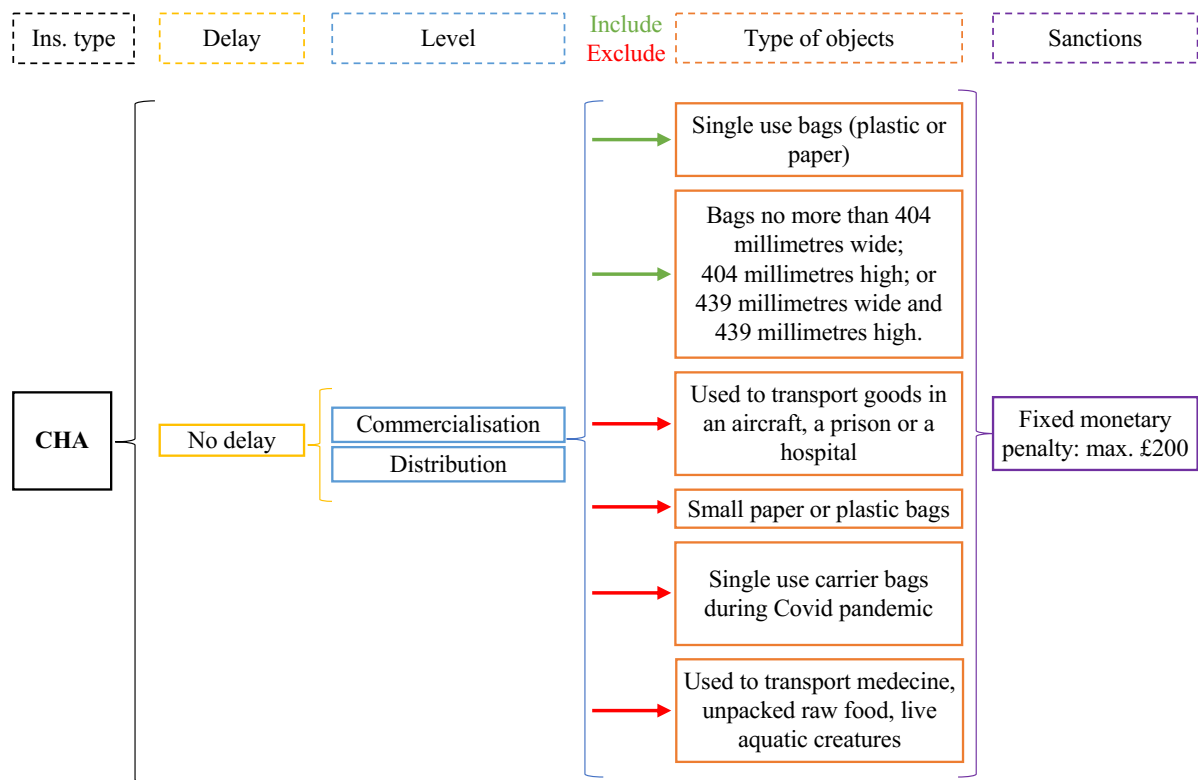 Ins. type
Delay
Level
Include
Exclude
Type of objects
Sanctions
Single use bags (plastic or
paper)
Bags no more than 404
millimetres wide;
404 millimetres high; or
439 millimetres wide and
439 millimetres high.
CHA
No delay
Commercialisation
Distribution
Used to transport goods in
an aircraft, a prison or a
hospital
Fixed monetary
penalty: max. £200
Small paper or plastic bags
Single use carrier bags
during Covid pandemic
Used to transport medecine,
unpacked raw food, live
aquatic creatures